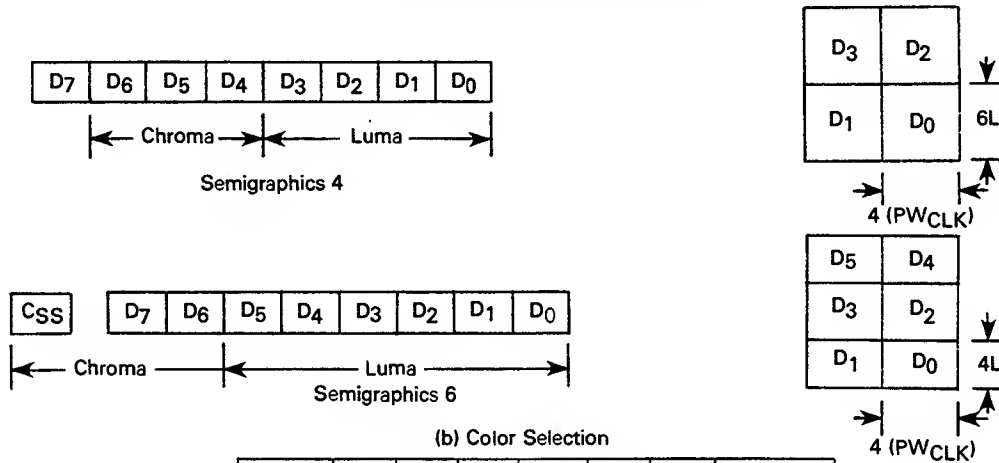 D7 D6 D5 D4 D3 D2 D1 D0
Chroma Luma
Semigraphics 4
D3 D2
D1 D0
6L
4 (PWCLK)
CSS D7 D6 D5 D4 D3 D2 D1 D0
Chroma Luma
Semigraphics 6
D5 D4
D3 D2
D1 D0
4L
4 (PWCLK)
(b) Color Selection